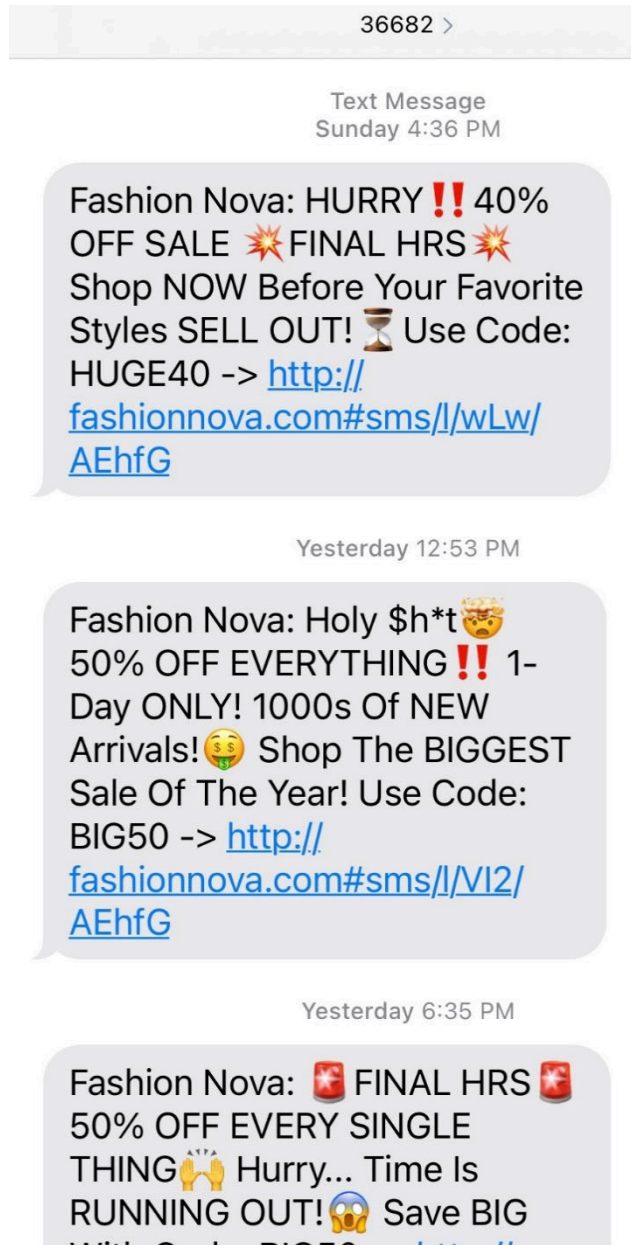 36682 >
Text Message
Sunday 4:36 PM
Fashion Nova: HURRY‼️40%
OFF SALE 💥FINAL HRS💥
Shop NOW Before Your Favorite
Styles SELL OUT!⏳Use Code:
HUGE40 -> http://
fashionnova.com#sms/l/wLw/
AEhfG
Yesterday 12:53 PM
Fashion Nova: Holy $h*t🤯
50% OFF EVERYTHING‼️ 1-
Day ONLY! 1000s Of NEW
Arrivals!🤑 Shop The BIGGEST
Sale Of The Year! Use Code:
BIG50 -> http://
fashionnova.com#sms/l/VI2/
AEhfG
Yesterday 6:35 PM
Fashion Nova: 🚨FINAL HRS🚨
50% OFF EVERY SINGLE
THING🙌 Hurry... Time Is
RUNNING OUT!😱 Save BIG